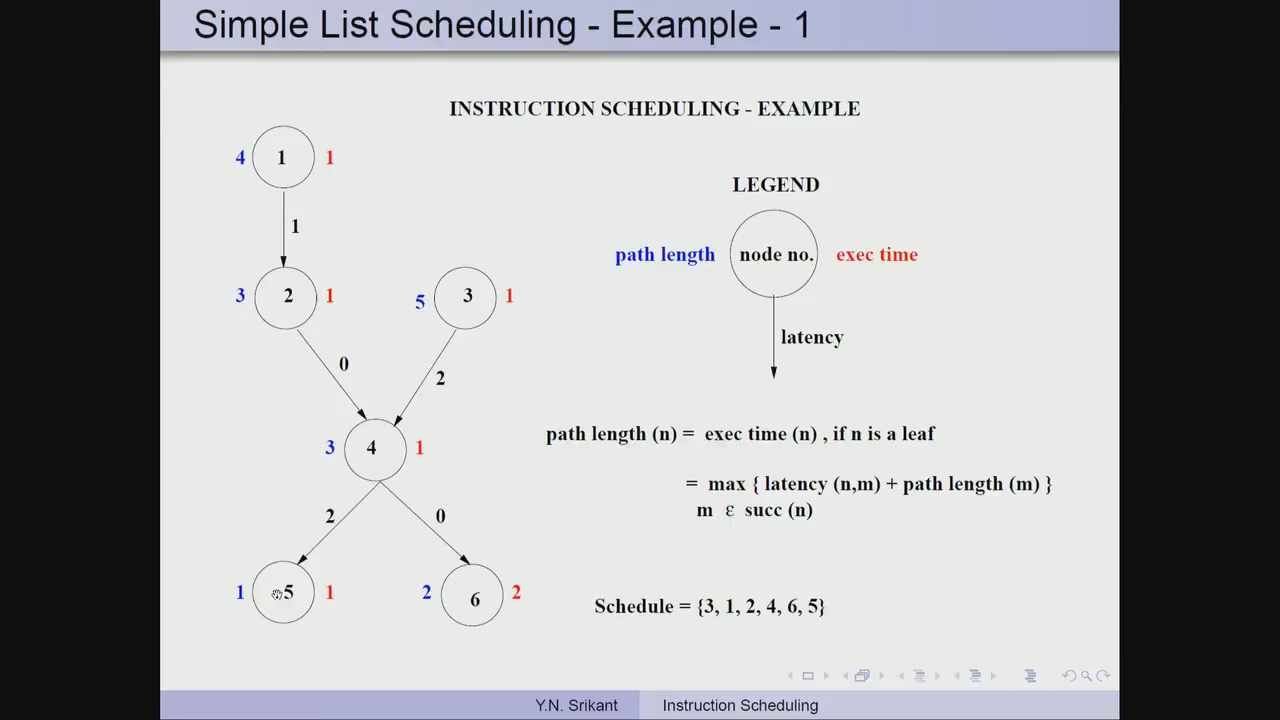 Simple List Scheduling - Example - 1
INSTRUCTION SCHEDULING - EXAMPLE
4 1 1
1
3 2 1
5 3 1
0
2
3 4 1
2
0
1 5 1
2 6 2
LEGEND
path length node no. exec time
latency
path length (n) = exec time (n) , if n is a leaf
= max { latency (n,m) + path length (m) }
m ε succ (n)
Schedule = {3, 1, 2, 4, 6, 5}
Y.N. Srikant Instruction Scheduling